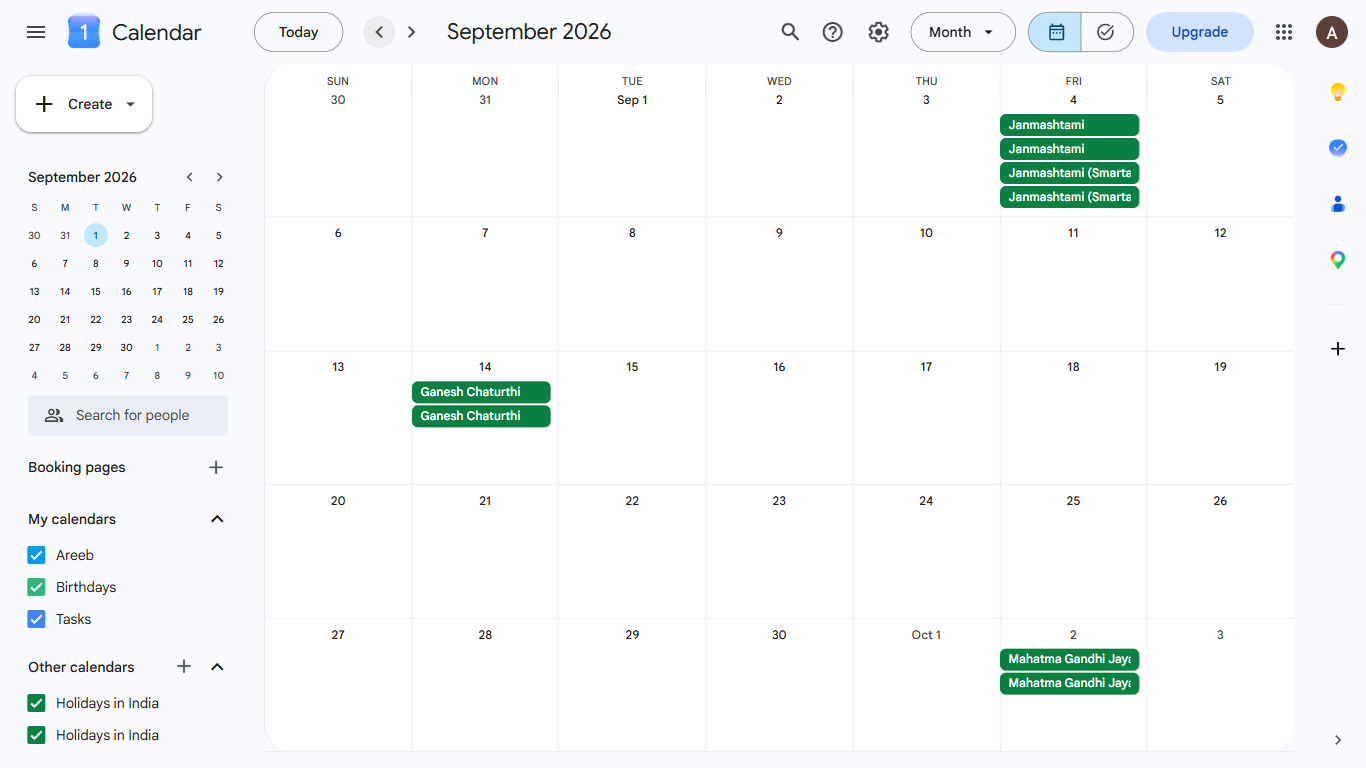 1 Calendar Today September 2026 Month Upgrade A
Create
September 2026
S M T W T F S
30 31 1 2 3 4 5
6 7 8 9 10 11 12
13 14 15 16 17 18 19
20 21 22 23 24 25 26
27 28 29 30 1 2 3
4 5 6 7 8 9 10
Search for people
Booking pages
My calendars
Areeb
Birthdays
Tasks
Other calendars
Holidays in India
Holidays in India
SUN MON TUE WED THU FRI SAT
30 31 Sep 1 2 3 4 5
Janmashtami
Janmashtami
Janmashtami (Smarta
Janmashtami (Smarta
6 7 8 9 10 11 12
13 14 15 16 17 18 19
Ganesh Chaturthi
Ganesh Chaturthi
20 21 22 23 24 25 26
27 28 29 30 Oct 1 2 3
Mahatma Gandhi Jaya
Mahatma Gandhi Jaya